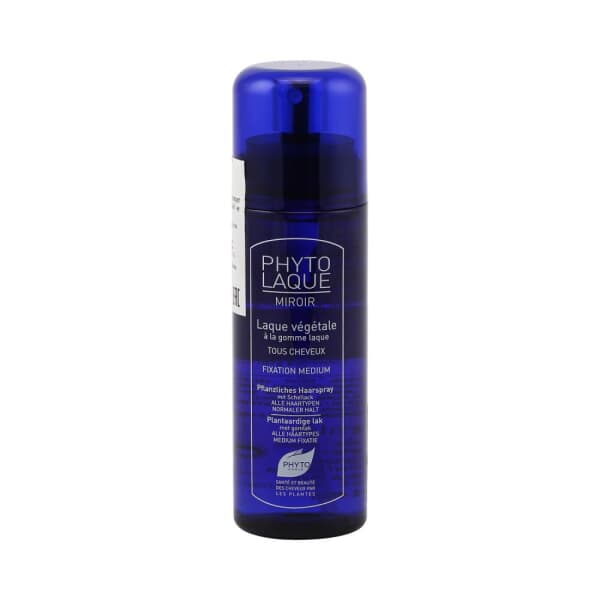 PHYTO
LAQUE
MIROIR
Laque végétale
à la gomme laque
TOUS CHEVEUX
FIXATION MEDIUM
Pflanzliches Haarspray
mit Schellack
ALLE HAARTYPEN
NORMALER HALT
Plantaardige lak
met gomlak
ALLE HAARTYPES
MEDIUM FIXATIE
PHYTO
SANTÉ ET BEAUTÉ
DES CHEVEUX PAR
LES PLANTES